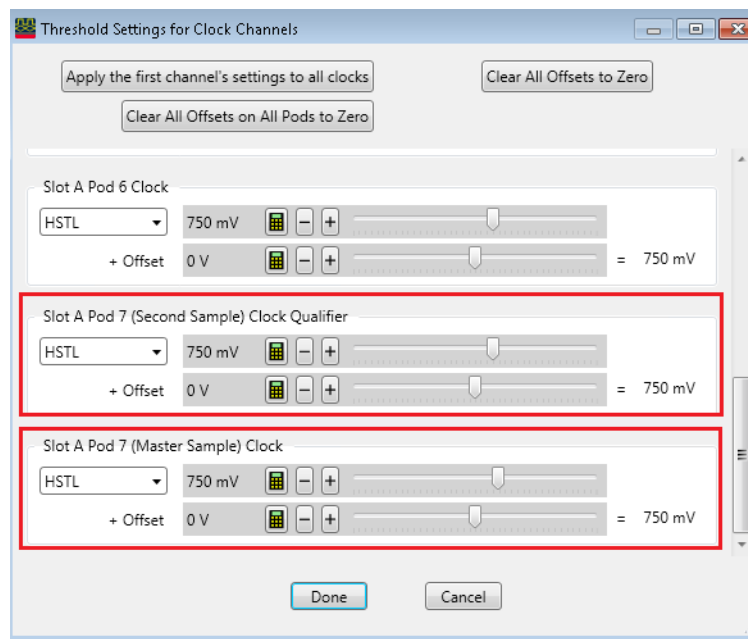 Threshold Settings for Clock Channels
Apply the first channel's settings to all clocks
Clear All Offsets to Zero
Clear All Offsets on All Pods to Zero
Slot A Pod 6 Clock
HSTL 750 mV - +
+ Offset 0 V - + = 750 mV
Slot A Pod 7 (Second Sample) Clock Qualifier
HSTL 750 mV - +
+ Offset 0 V - + = 750 mV
Slot A Pod 7 (Master Sample) Clock
HSTL 750 mV - +
+ Offset 0 V - + = 750 mV
Done Cancel